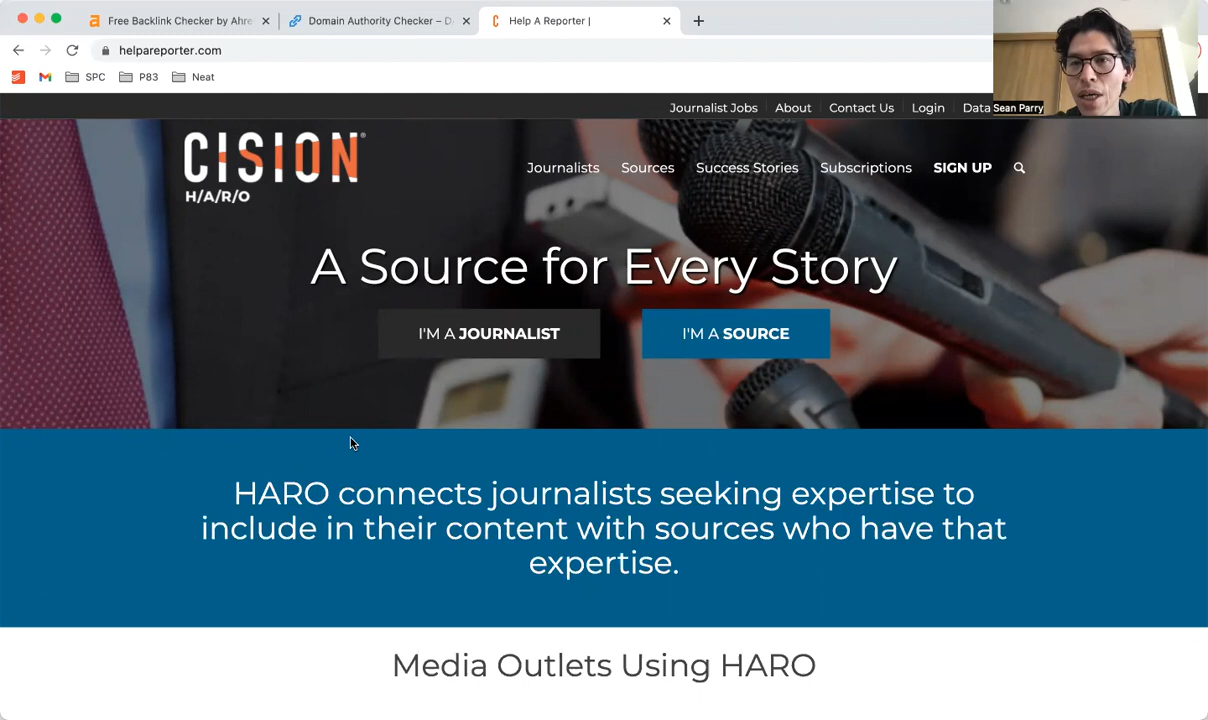 Free Backlink Checker by Ahre
Domain Authority Checker – D
Help A Reporter |
helpareporter.com
SPC
P83
Neat
Journalist Jobs
About
Contact Us
Login
Data
Sean Parry
CISION®
H/A/R/O
Journalists
Sources
Success Stories
Subscriptions
SIGN UP
A Source for Every Story
I'M A JOURNALIST
I'M A SOURCE
HARO connects journalists seeking expertise to
include in their content with sources who have that
expertise.
Media Outlets Using HARO